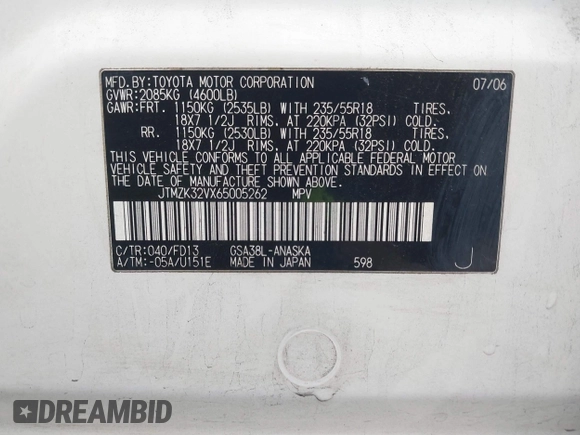 MFD.BY:TOYOTA MOTOR CORPORATION 07/06
GVWR:2085KG (4600LB)
GAWR:FRT. 1150KG (2535LB) WITH 235/55R18 TIRES,
18X7 1/2J RIMS, AT 220KPA (32PSI) COLD.
RR. 1150KG (2530LB) WITH 235/55R18 TIRES,
18X7 1/2J RIMS, AT 220KPA (32PSI) COLD.
THIS VEHICLE CONFORMS TO ALL APPLICABLE FEDERAL MOTOR
VEHICLE SAFETY AND THEFT PREVENTION STANDARDS IN EFFECT ON
THE DATE OF MANUFACTURE SHOWN ABOVE.
JTMZK32VX65005262 MPV
C/TR:040/FD13 GSA38L-ANASKA
A/TM:-05A/U151E MADE IN JAPAN 598 J
DREAMBID